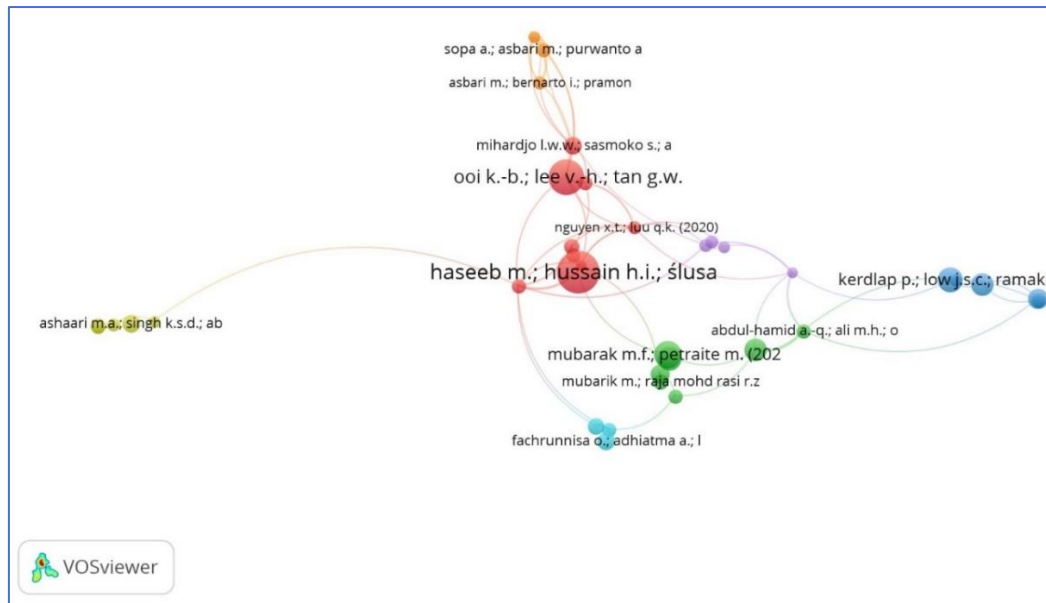 sopa a.; asbari m.; purwanto a
asbari m.; bernarto i.; pramon
mihardjo l.w.w.; sasmoko s.; a
ooi k.-b.; lee v.-h.; tan g.w.
nguyen x.t.; luu q.k. (2020)
haseeb m.; hussain h.i.; ślusa
kerdlap p.; low j.s.c.; ramak
ashaari m.a.; singh k.s.d.; ab
abdul-hamid a.-q.; ali m.h.; o
mubarak m.f.; petraite m. (202
mubarik m.; raja mohd rasi r.z
fachrunnisa o.; adhiatma a.; l
VOSviewer